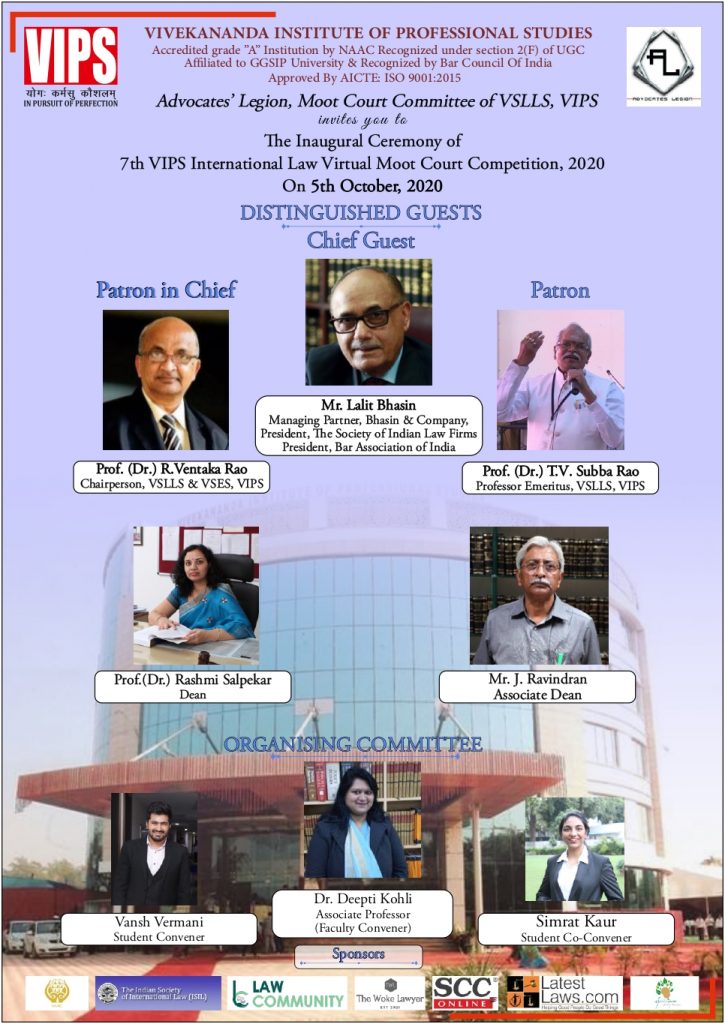 VIVEKANANDA INSTITUTE OF PROFESSIONAL STUDIES
Accredited grade "A" Institution by NAAC Recognized under section 2(F) of UGC
Affiliated to GGSIP University & Recognized by Bar Council Of India
Approved By AICTE: ISO 9001:2015
VIPS
योगः कर्मसु कौशलम्
IN PURSUIT OF PERFECTION
AL
ADVOCATES LEGION
Advocates' Legion, Moot Court Committee of VSLLS, VIPS
invites you to
The Inaugural Ceremony of
7th VIPS International Law Virtual Moot Court Competition, 2020
On 5th October, 2020
DISTINGUISHED GUESTS
Chief Guest
Patron in Chief
Patron
Mr. Lalit Bhasin
Managing Partner, Bhasin & Company,
President, The Society of Indian Law Firms
President, Bar Association of India
Prof. (Dr.) R.Ventaka Rao
Chairperson, VSLLS & VSES, VIPS
Prof. (Dr.) T.V. Subba Rao
Professor Emeritus, VSLLS, VIPS
Prof.(Dr.) Rashmi Salpekar
Dean
Mr. J. Ravindran
Associate Dean
ORGANISING COMMITTEE
Vansh Vermani
Student Convener
Dr. Deepti Kohli
Associate Professor
(Faculty Convener)
Simrat Kaur
Student Co-Convener
Sponsors
The Indian Society
of International Law (ISIL)
LAW
COMMUNITY
The Woke Lawyer
SCC
ONLINE
Latest
Laws.com
Helping Good People Do Good Things